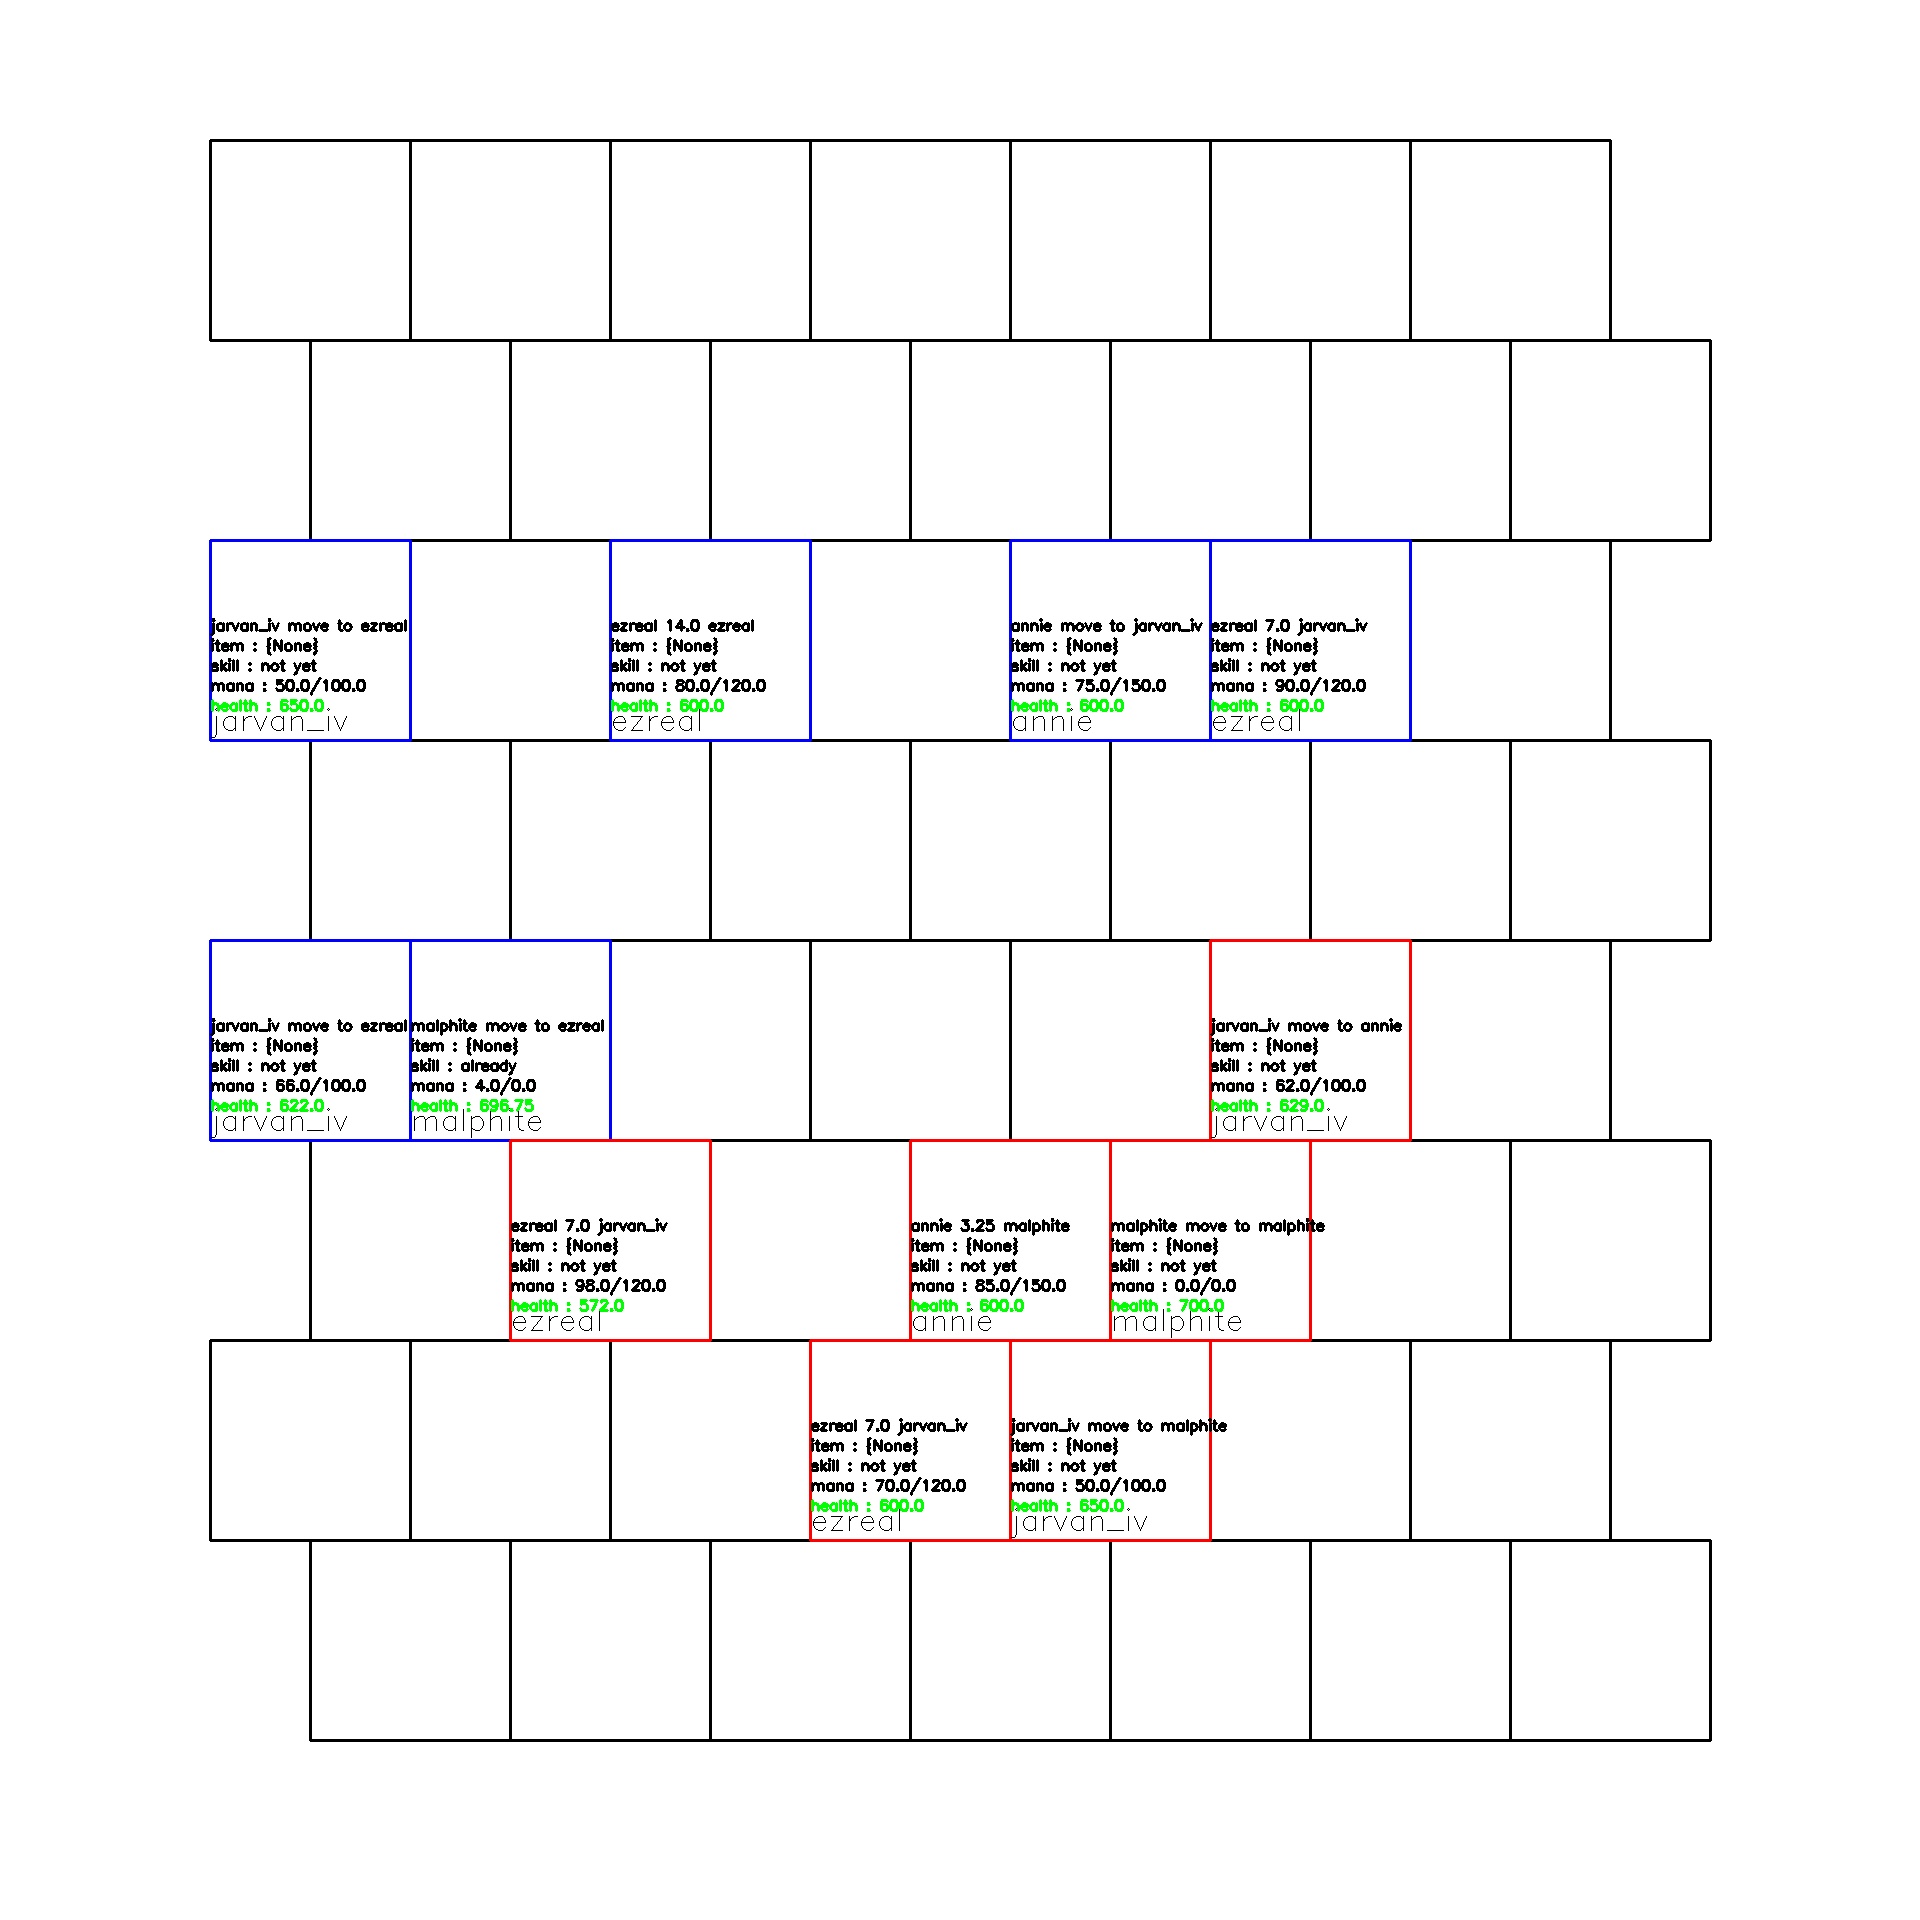 jarvan_iv move to ezreal
item : {None}
skill : not yet
mana : 50.0/100.0
health : 650.0
jarvan_iv
ezreal 14.0 ezreal
item : {None}
skill : not yet
mana : 80.0/120.0
health : 600.0
ezreal
annie move to jarvan_iv
item : {None}
skill : not yet
mana : 75.0/150.0
health : 600.0
annie
ezreal 7.0 jarvan_iv
item : {None}
skill : not yet
mana : 90.0/120.0
health : 600.0
ezreal
jarvan_iv move to ezreal
item : {None}
skill : not yet
mana : 66.0/100.0
health : 622.0
jarvan_iv
malphite move to ezreal
item : {None}
skill : already
mana : 4.0/0.0
health : 696.75
malphite
jarvan_iv move to annie
item : {None}
skill : not yet
mana : 62.0/100.0
health : 629.0
jarvan_iv
ezreal 7.0 jarvan_iv
item : {None}
skill : not yet
mana : 98.0/120.0
health : 572.0
ezreal
annie 3.25 malphite
item : {None}
skill : not yet
mana : 85.0/150.0
health : 600.0
annie
malphite move to malphite
item : {None}
skill : not yet
mana : 0.0/0.0
health : 700.0
malphite
ezreal 7.0 jarvan_iv
item : {None}
skill : not yet
mana : 70.0/120.0
health : 600.0
ezreal
jarvan_iv move to malphite
item : {None}
skill : not yet
mana : 50.0/100.0
health : 650.0
jarvan_iv